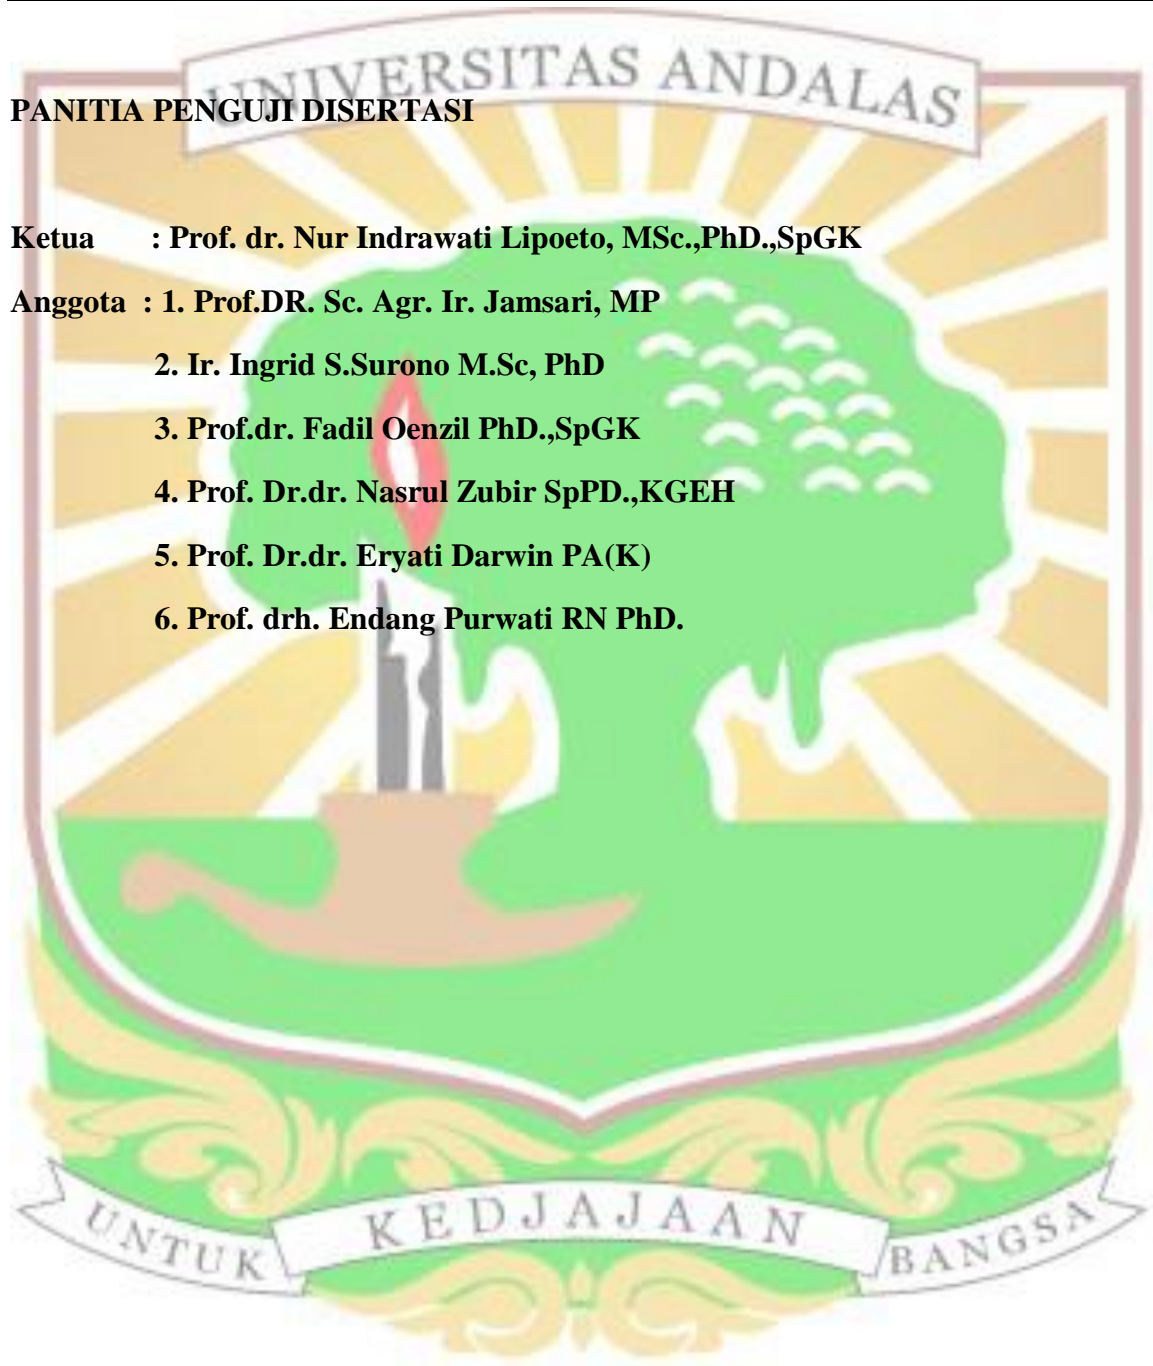 UNIVERSITAS ANDALAS
PANITIA PENGUJI DISERTASI
Ketua : Prof. dr. Nur Indrawati Lipoeto, MSc.,PhD.,SpGK
Anggota : 1. Prof.DR. Sc. Agr. Ir. Jamsari, MP
2. Ir. Ingrid S.Surono M.Sc, PhD
3. Prof.dr. Fadil Oenzil PhD.,SpGK
4. Prof. Dr.dr. Nasrul Zubir SpPD.,KGEH
5. Prof. Dr.dr. Eryati Darwin PA(K)
6. Prof. drh. Endang Purwati RN PhD.
UNTUK KEDJAJAAN BANGSA